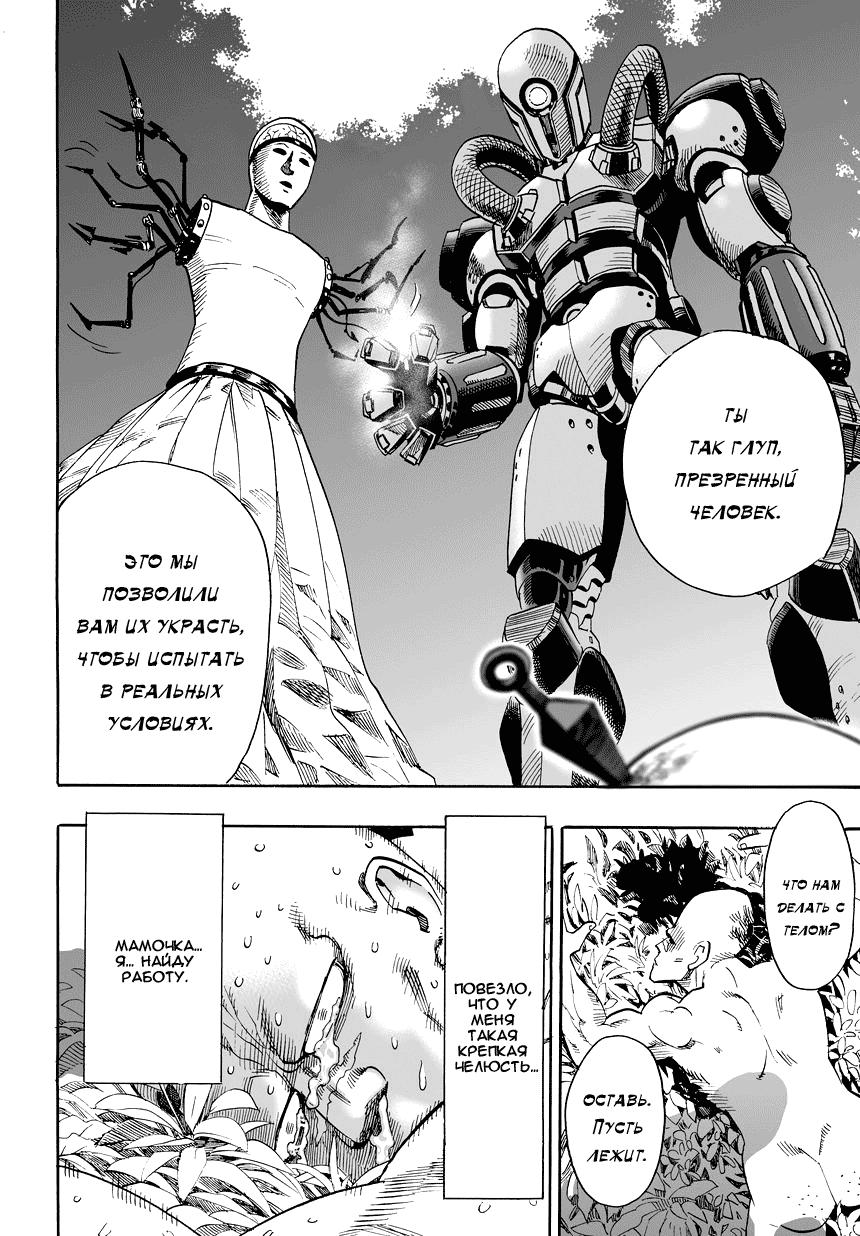 ТЫ
ТАК ГЛУП,
ПРЕЗРЕННЫЙ
ЧЕЛОВЕК.
ЭТО МЫ
ПОЗВОЛИЛИ
ВАМ ИХ УКРАСТЬ,
ЧТОБЫ ИСПЫТАТЬ
В РЕАЛЬНЫХ
УСЛОВИЯХ.
ЧТО НАМ
ДЕЛАТЬ С
ТЕЛОМ?
ОСТАВЬ.
ПУСТЬ
ЛЕЖИТ.
ПОВЕЗЛО,
ЧТО У
МЕНЯ
ТАКАЯ
КРЕПКАЯ
ЧЕЛЮСТЬ...
МАМОЧКА...
Я... НАЙДУ
РАБОТУ.